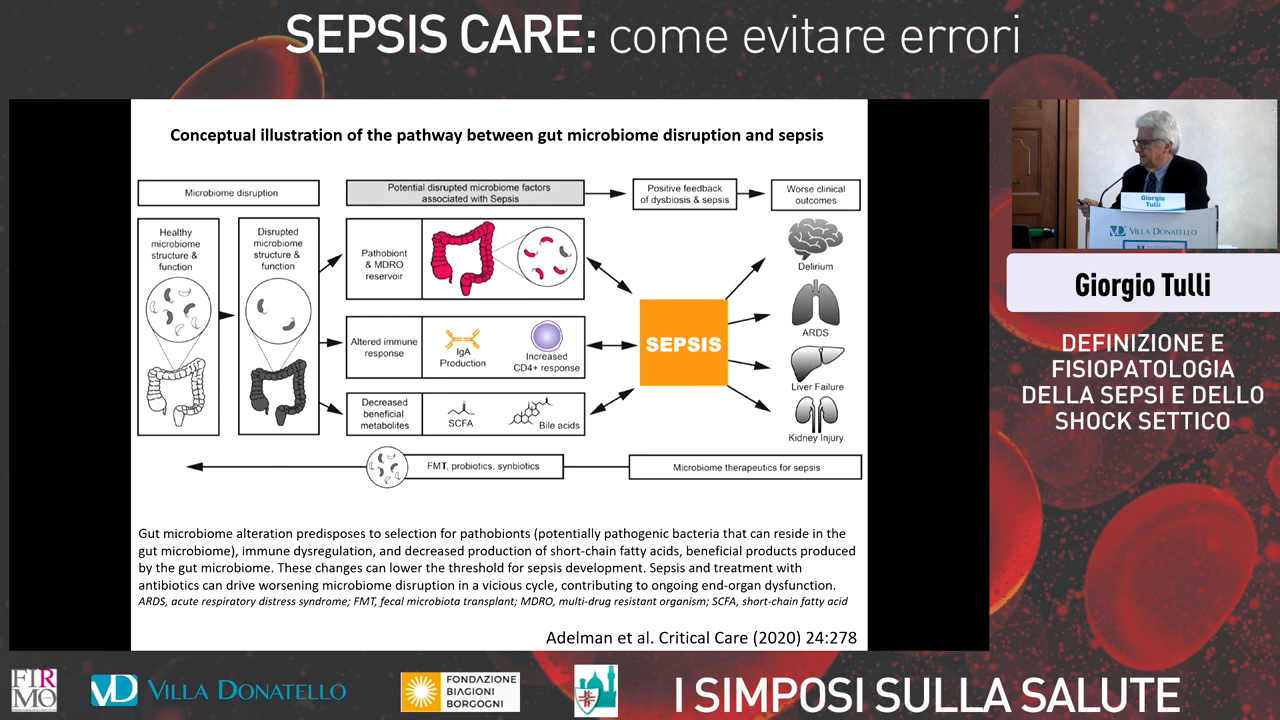 SEPSIS CARE: come evitare errori
Conceptual illustration of the pathway between gut microbiome disruption and sepsis
Microbiome disruption
Potential disrupted microbiome factors
associated with Sepsis
Positive feedback
of dysbiosis & sepsis
Worse clinical
outcomes
Healthy
microbiome
structure &
function
Disrupted
microbiome
structure &
function
Pathobiont
& MDRO
reservoir
Altered immune
response
IgA
Production
Increased
CD4+ response
Decreased
beneficial
metabolites
SCFA
Bile acids
SEPSIS
Delirium
ARDS
Liver Failure
Kidney Injury
FMT, probiotics, synbiotics
Microbiome therapeutics for sepsis
Gut microbiome alteration predisposes to selection for pathobionts (potentially pathogenic bacteria that can reside in the
gut microbiome), immune dysregulation, and decreased production of short-chain fatty acids, beneficial products produced
by the gut microbiome. These changes can lower the threshold for sepsis development. Sepsis and treatment with
antibiotics can drive worsening microbiome disruption in a vicious cycle, contributing to ongoing end-organ dysfunction.
ARDS, acute respiratory distress syndrome; FMT, fecal microbiota transplant; MDRO, multi-drug resistant organism; SCFA, short-chain fatty acid
Adelman et al. Critical Care (2020) 24:278
Giorgio
Tulli
VD VILLA DONATELLO
Giorgio Tulli
DEFINIZIONE E
FISIOPATOLOGIA
DELLA SEPSI E DELLO
SHOCK SETTICO
FIRMO
VD VILLA DONATELLO
FONDAZIONE
BIAGIONI
BORGOGNI
I SIMPOSI SULLA SALUTE